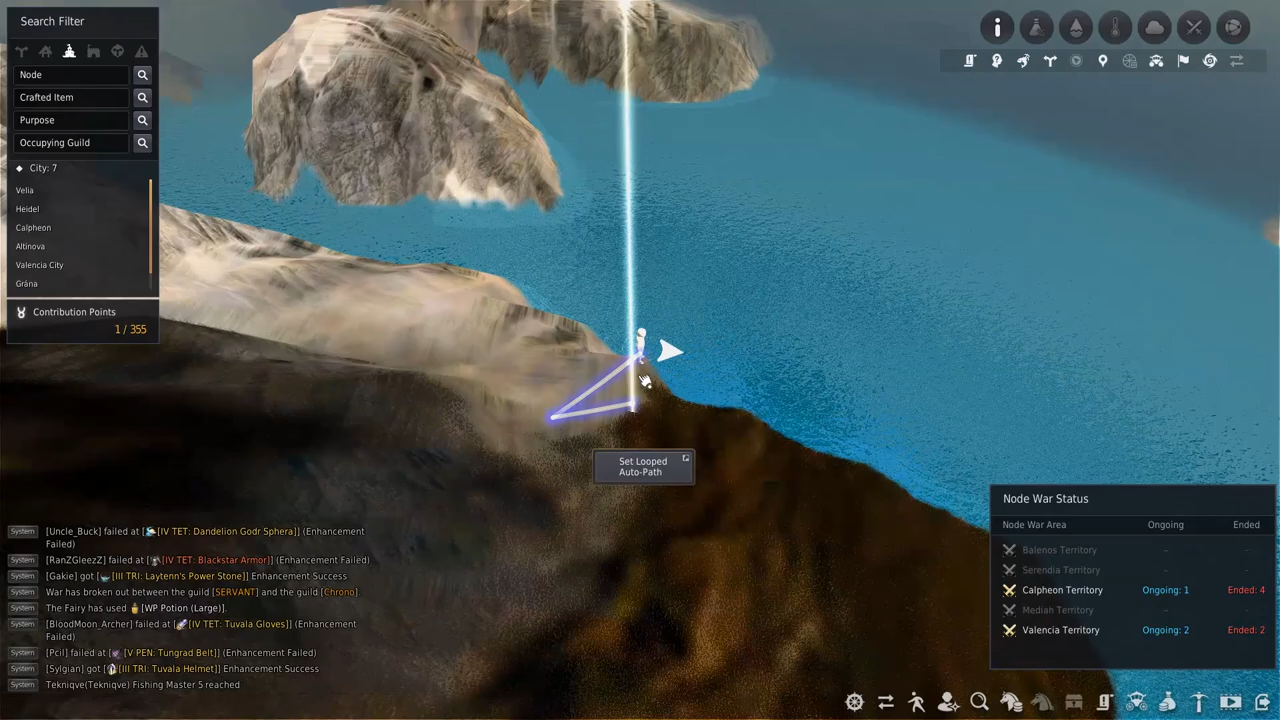 Search Filter
Node
Crafted Item
Purpose
Occupying Guild
City: 7
Velia
Heidel
Calpheon
Altinova
Valencia City
Grána
Contribution Points
1 / 355
Set Looped
Auto-Path
System [Uncle_Buck] failed at [[IV TET: Dandelion Godr Sphera]] (Enhancement
Failed)
System [RanZGleezZ] failed at [[IV TET: Blackstar Armor]] (Enhancement Failed)
System [Gakie] got [[III TRI: Laytenn's Power Stone]] Enhancement Success
System War has broken out between the guild [SERVANT] and the guild [Chrono].
System The Fairy has used [WP Potion (Large)].
System [BloodMoon_Archer] failed at [[IV TET: Tuvala Gloves]] (Enhancement
Failed)
System [Pcil] failed at [[V PEN: Tungrad Belt]] (Enhancement Failed)
System [Sylgian] got [[III TRI: Tuvala Helmet]] Enhancement Success
System Tekniqve(Tekniqve) Fishing Master 5 reached
Node War Status
Node War Area Ongoing Ended
Balenos Territory - -
Serendia Territory - -
Calpheon Territory Ongoing: 1 Ended: 4
Mediah Territory - -
Valencia Territory Ongoing: 2 Ended: 2